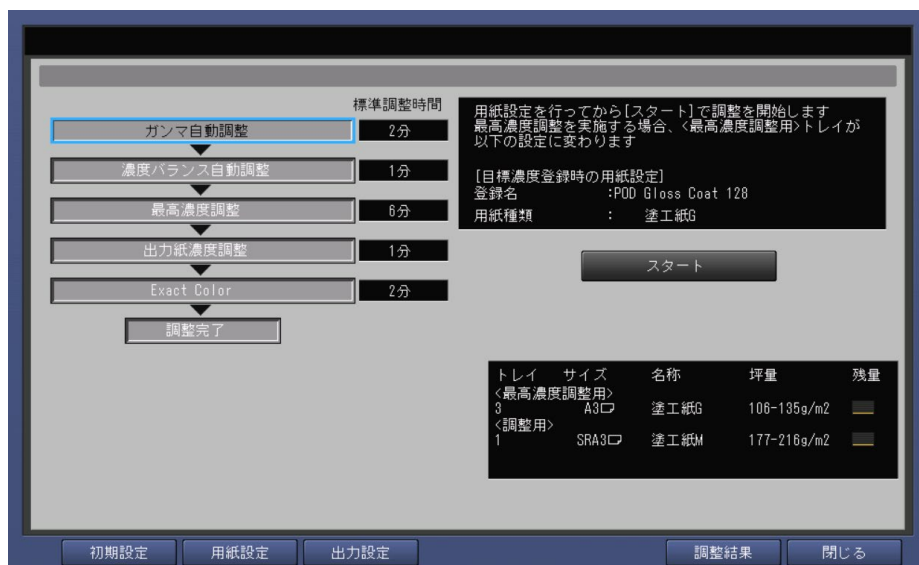 標準調整時間
ガンマ自動調整 2分
濃度バランス自動調整 1分
最高濃度調整 6分
出力紙濃度調整 1分
Exact Color 2分
調整完了
用紙設定を行ってから[スタート]で調整を開始します
最高濃度調整を実施する場合、<最高濃度調整用>トレイが
以下の設定に変わります
[目標濃度登録時の用紙設定]
登録名 :POD Gloss Coat 128
用紙種類 : 塗工紙G
スタート
トレイ サイズ 名称 坪量 残量
<最高濃度調整用>
3 A3 塗工紙G 106-135g/m2
<調整用>
1 SRA3 塗工紙M 177-216g/m2
初期設定 用紙設定 出力設定 調整結果 閉じる